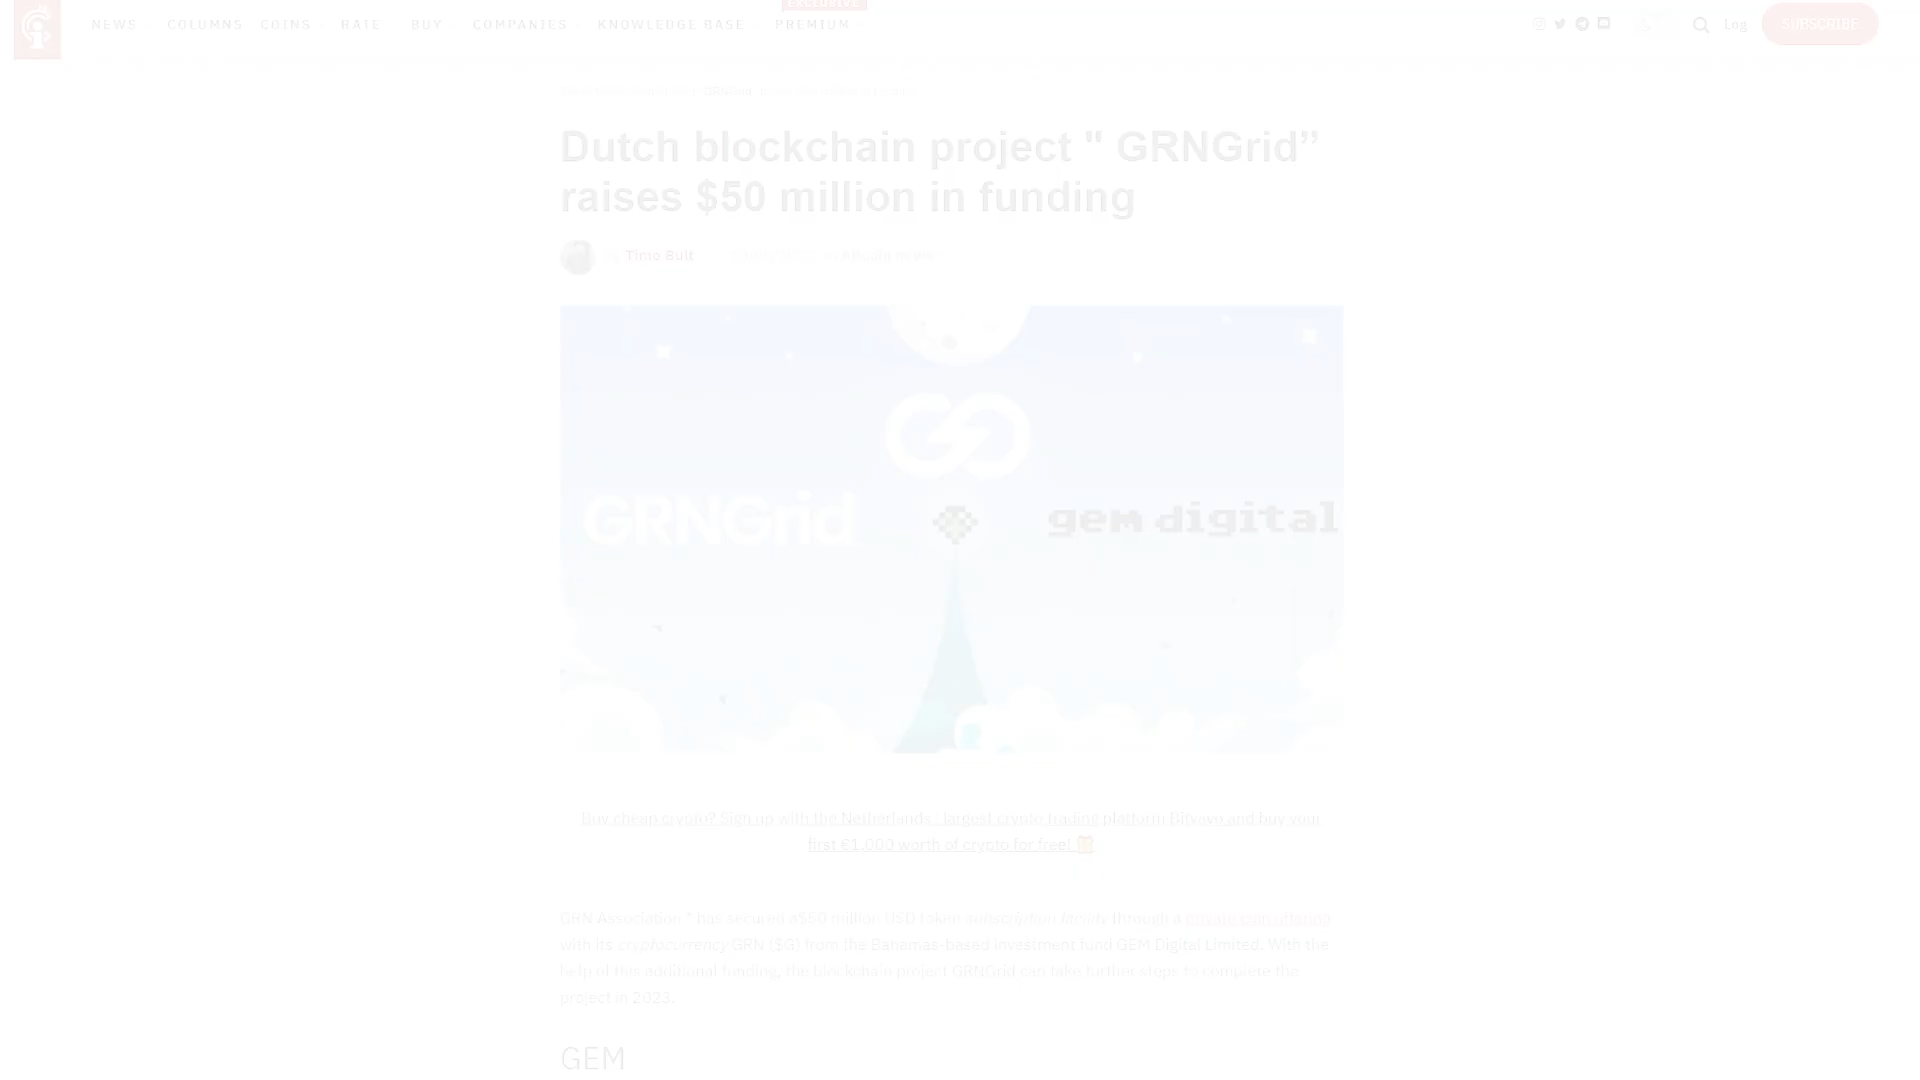 EXCLUSIVE
NEWS COLUMNS COINS RATE BUY COMPANIES KNOWLEDGE BASE PREMIUM
Log
SUBSCRIBE
GRNGrid
Dutch blockchain project " GRNGrid”
raises $50 million in funding
Timo Bult
GRNGrid
gem digital
Buy cheap crypto? Sign up with the Netherlands' largest crypto trading platform Bitvavo and buy your
first €1,000 worth of crypto for free!
GRN Association " has secured a $50 million USD token subscription facility through a
with its cryptocurrency GRN ($G) from the Bahamas-based investment fund GEM Digital Limited. With the
help of this additional funding, the blockchain project GRNGrid can take further steps to complete the
project in 2023.
GEM